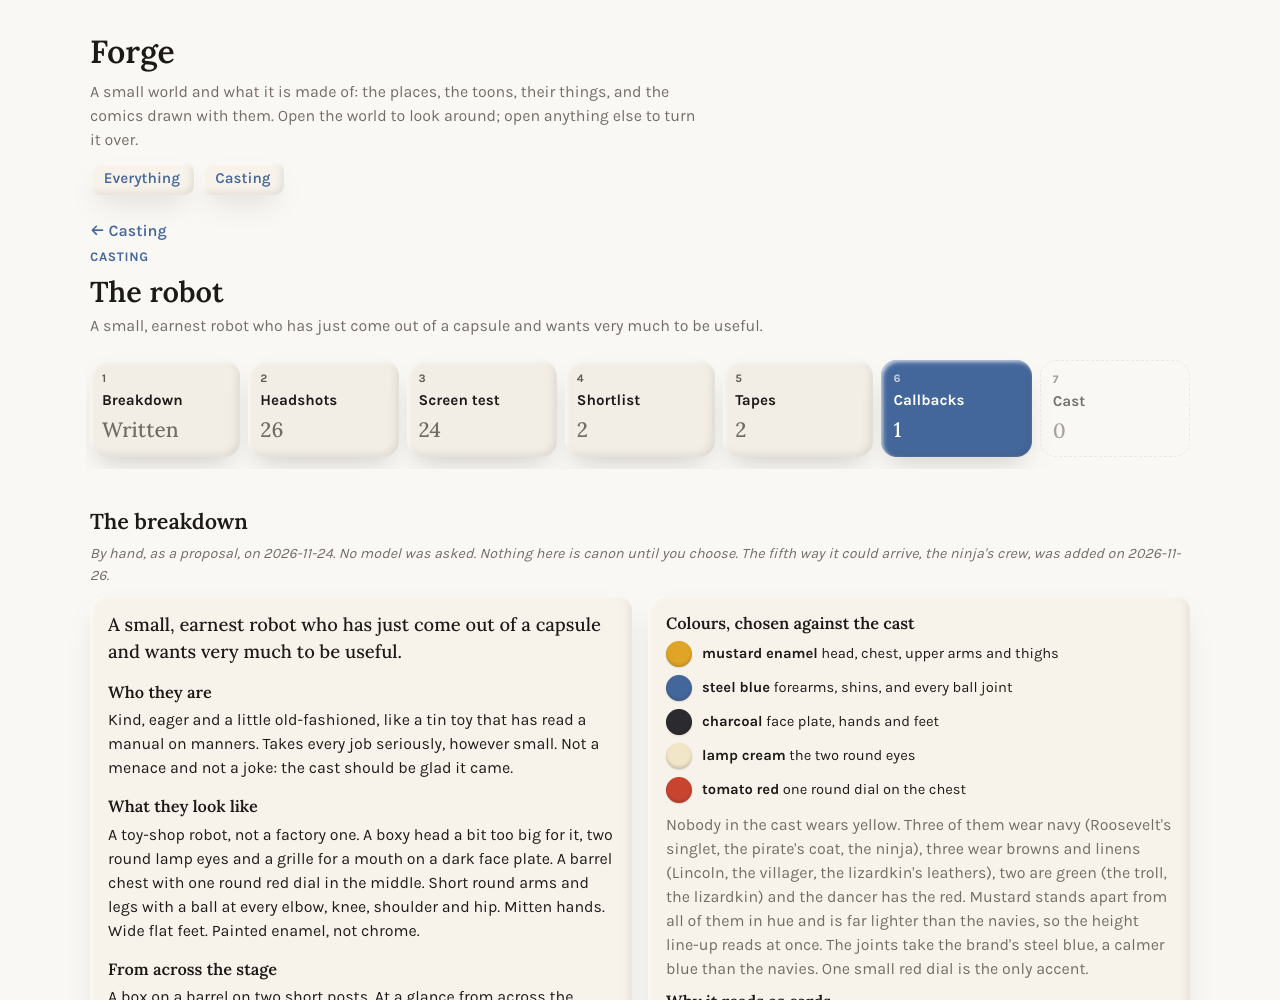 Forge
A small world and what it is made of: the places, the toons, their things, and the
comics drawn with them. Open the world to look around; open anything else to turn
it over.
Everything
Casting
← Casting
CASTING
The robot
A small, earnest robot who has just come out of a capsule and wants very much to be useful.
1
Breakdown
Written
2
Headshots
26
3
Screen test
24
4
Shortlist
2
5
Tapes
2
6
Callbacks
1
7
Cast
0
The breakdown
By hand, as a proposal, on 2026-11-24. No model was asked. Nothing here is canon until you choose. The fifth way it could arrive, the ninja's crew, was added on 2026-11-
26.
A small, earnest robot who has just come out of a capsule
and wants very much to be useful.
Who they are
Kind, eager and a little old-fashioned, like a tin toy that has read a
manual on manners. Takes every job seriously, however small. Not a
menace and not a joke: the cast should be glad it came.
What they look like
A toy-shop robot, not a factory one. A boxy head a bit too big for it, two
round lamp eyes and a grille for a mouth on a dark face plate. A barrel
chest with one round red dial in the middle. Short round arms and
legs with a ball at every elbow, knee, shoulder and hip. Mitten hands.
Wide flat feet. Painted enamel, not chrome.
From across the stage
A box on a barrel on two short posts. At a glance from across the
Colours, chosen against the cast
mustard enamel head, chest, upper arms and thighs
steel blue forearms, shins, and every ball joint
charcoal face plate, hands and feet
lamp cream the two round eyes
tomato red one round dial on the chest
Nobody in the cast wears yellow. Three of them wear navy (Roosevelt's
singlet, the pirate's coat, the ninja), three wear browns and linens
(Lincoln, the villager, the lizardkin's leathers), two are green (the troll,
the lizardkin) and the dancer has the red. Mustard stands apart from
all of them in hue and is far lighter than the navies, so the height
line-up reads at once. The joints take the brand's steel blue, a calmer
blue than the navies. One small red dial is the only accent.